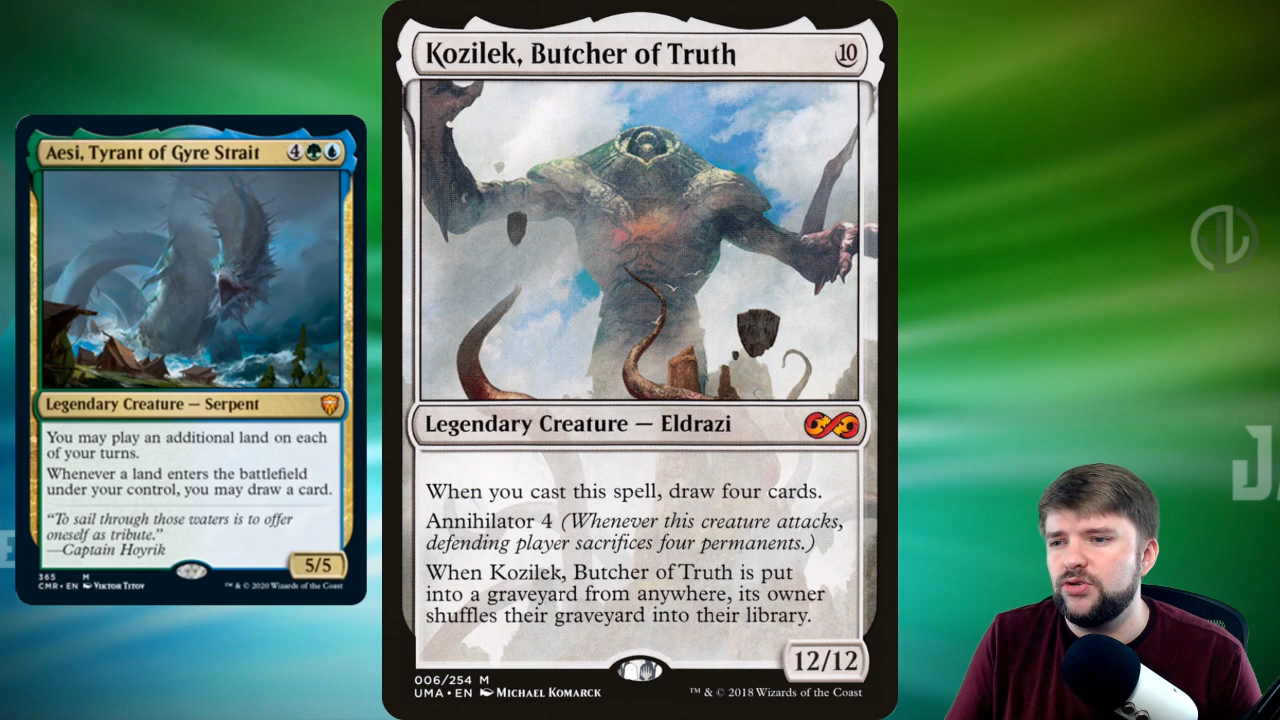 Aesi, Tyrant of Gyre Strait 4
Legendary Creature — Serpent
You may play an additional land on each
of your turns.
Whenever a land enters the battlefield
under your control, you may draw a card.
“To sail through those waters is to offer
oneself as tribute.”
—Captain Hoyrik
5/5
365 M
CMR • EN Viktor Titov
™ & © 2020 Wizards of the Coast
Kozilek, Butcher of Truth 10
Legendary Creature — Eldrazi
When you cast this spell, draw four cards.
Annihilator 4 (Whenever this creature attacks,
defending player sacrifices four permanents.)
When Kozilek, Butcher of Truth is put
into a graveyard from anywhere, its owner
shuffles their graveyard into their library.
12/12
006/254 M
UMA • EN Michael Komarck
™ & © 2018 Wizards of the Coast